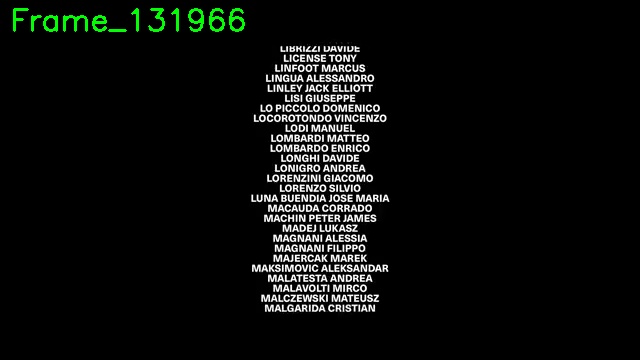 Frame_131966
LIBRIZZI DAVIDE
LICENSE TONY
LINFOOT MARCUS
LINGUA ALESSANDRO
LINLEY JACK ELLIOTT
LISI GIUSEPPE
LO PICCOLO DOMENICO
LOCOROTONDO VINCENZO
LODI MANUEL
LOMBARDI MATTEO
LOMBARDO ENRICO
LONGHI DAVIDE
LONIGRO ANDREA
LORENZINI GIACOMO
LORENZO SILVIO
LUNA BUENDIA JOSE MARIA
MACAUDA CORRADO
MACHIN PETER JAMES
MADEJ LUKASZ
MAGNANI ALESSIA
MAGNANI FILIPPO
MAJERCAK MAREK
MAKSIMOVIC ALEKSANDAR
MALATESTA ANDREA
MALAVOLTI MIRCO
MALCZEWSKI MATEUSZ
MALGARIDA CRISTIAN